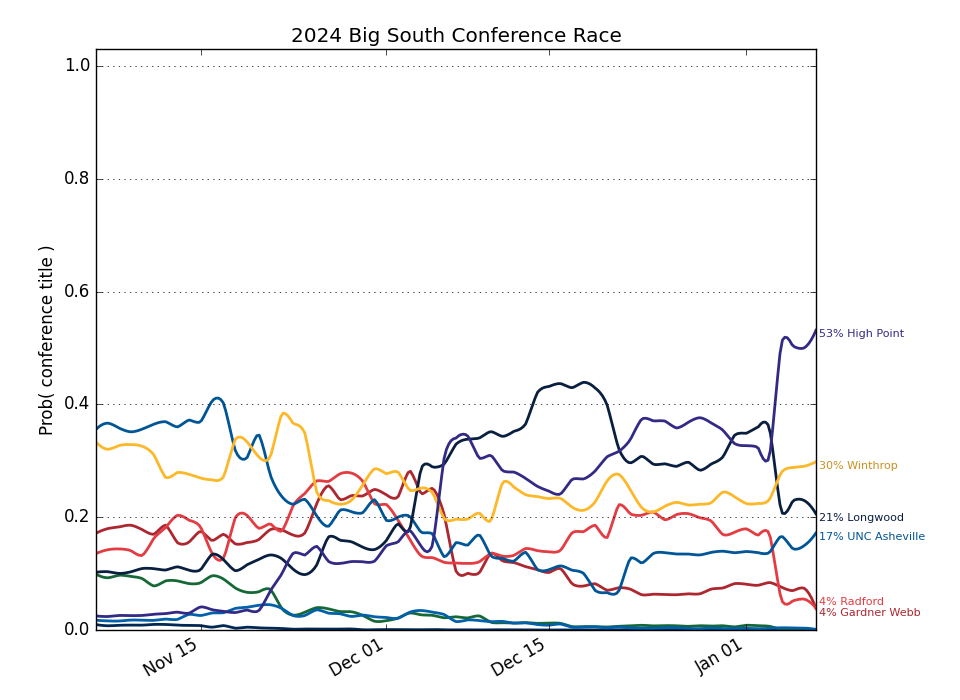 2024 Big South Conference Race
Prob( conference title )
1.0
0.8
0.6
0.4
0.2
0.0
Nov 15
Dec 01
Dec 15
Jan 01
53% High Point
30% Winthrop
21% Longwood
17% UNC Asheville
4% Radford
4% Gardner Webb